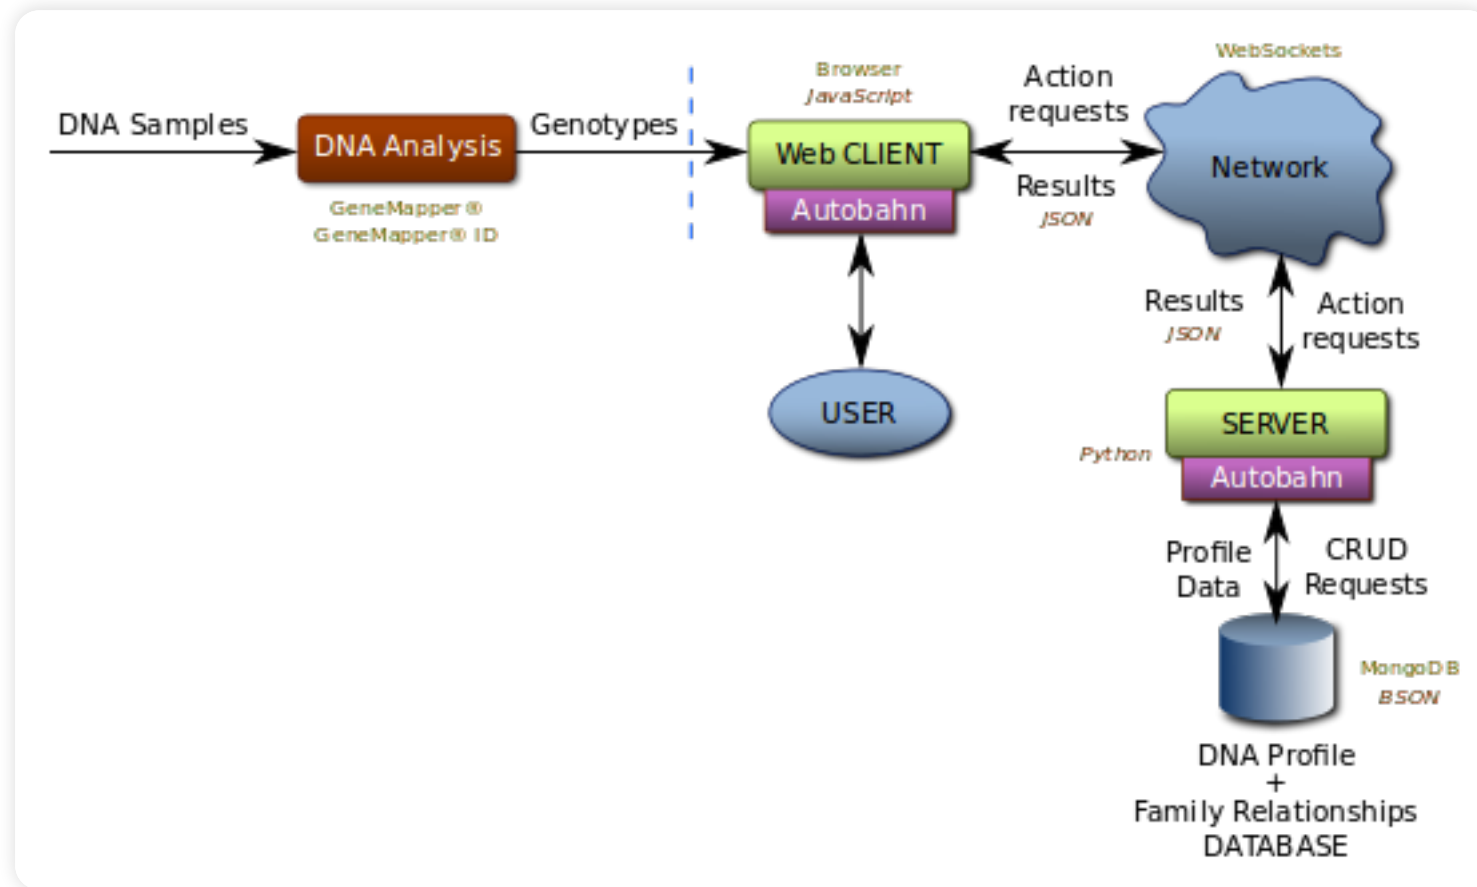 DNA Samples
DNA Analysis
GeneMapper®
GeneMapper® ID
Genotypes
Browser
JavaScript
Web CLIENT
Autobahn
USER
Action
requests
Results
JSON
WebSockets
Network
Results
JSON
Action
requests
Python
SERVER
Autobahn
Profile
Data
CRUD
Requests
MongoDB
BSON
DNA Profile
+
Family Relationships
DATABASE